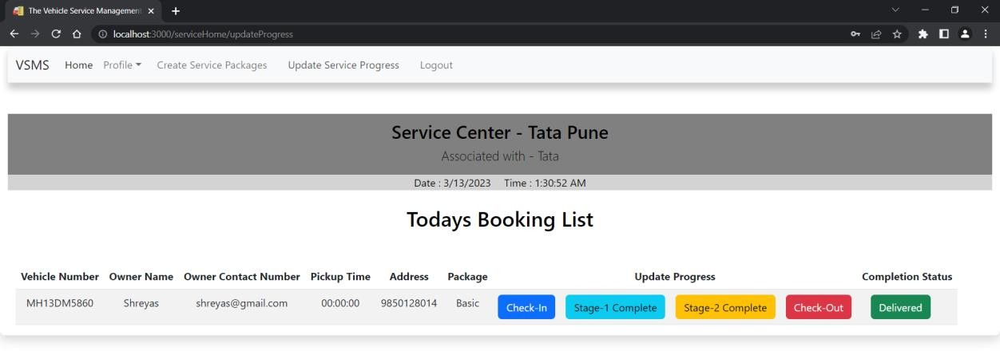 The Vehicle Service Management
localhost:3000/serviceHome/updateProgress
VSMS Home Profile Create Service Packages Update Service Progress Logout
Service Center - Tata Pune
Associated with - Tata
Date : 3/13/2023 Time : 1:30:52 AM
Todays Booking List
Vehicle Number Owner Name Owner Contact Number Pickup Time Address Package Update Progress Completion Status
MH13DM5860 Shreyas shreyas@gmail.com 00:00:00 9850128014 Basic Check-In Stage-1 Complete Stage-2 Complete Check-Out Delivered